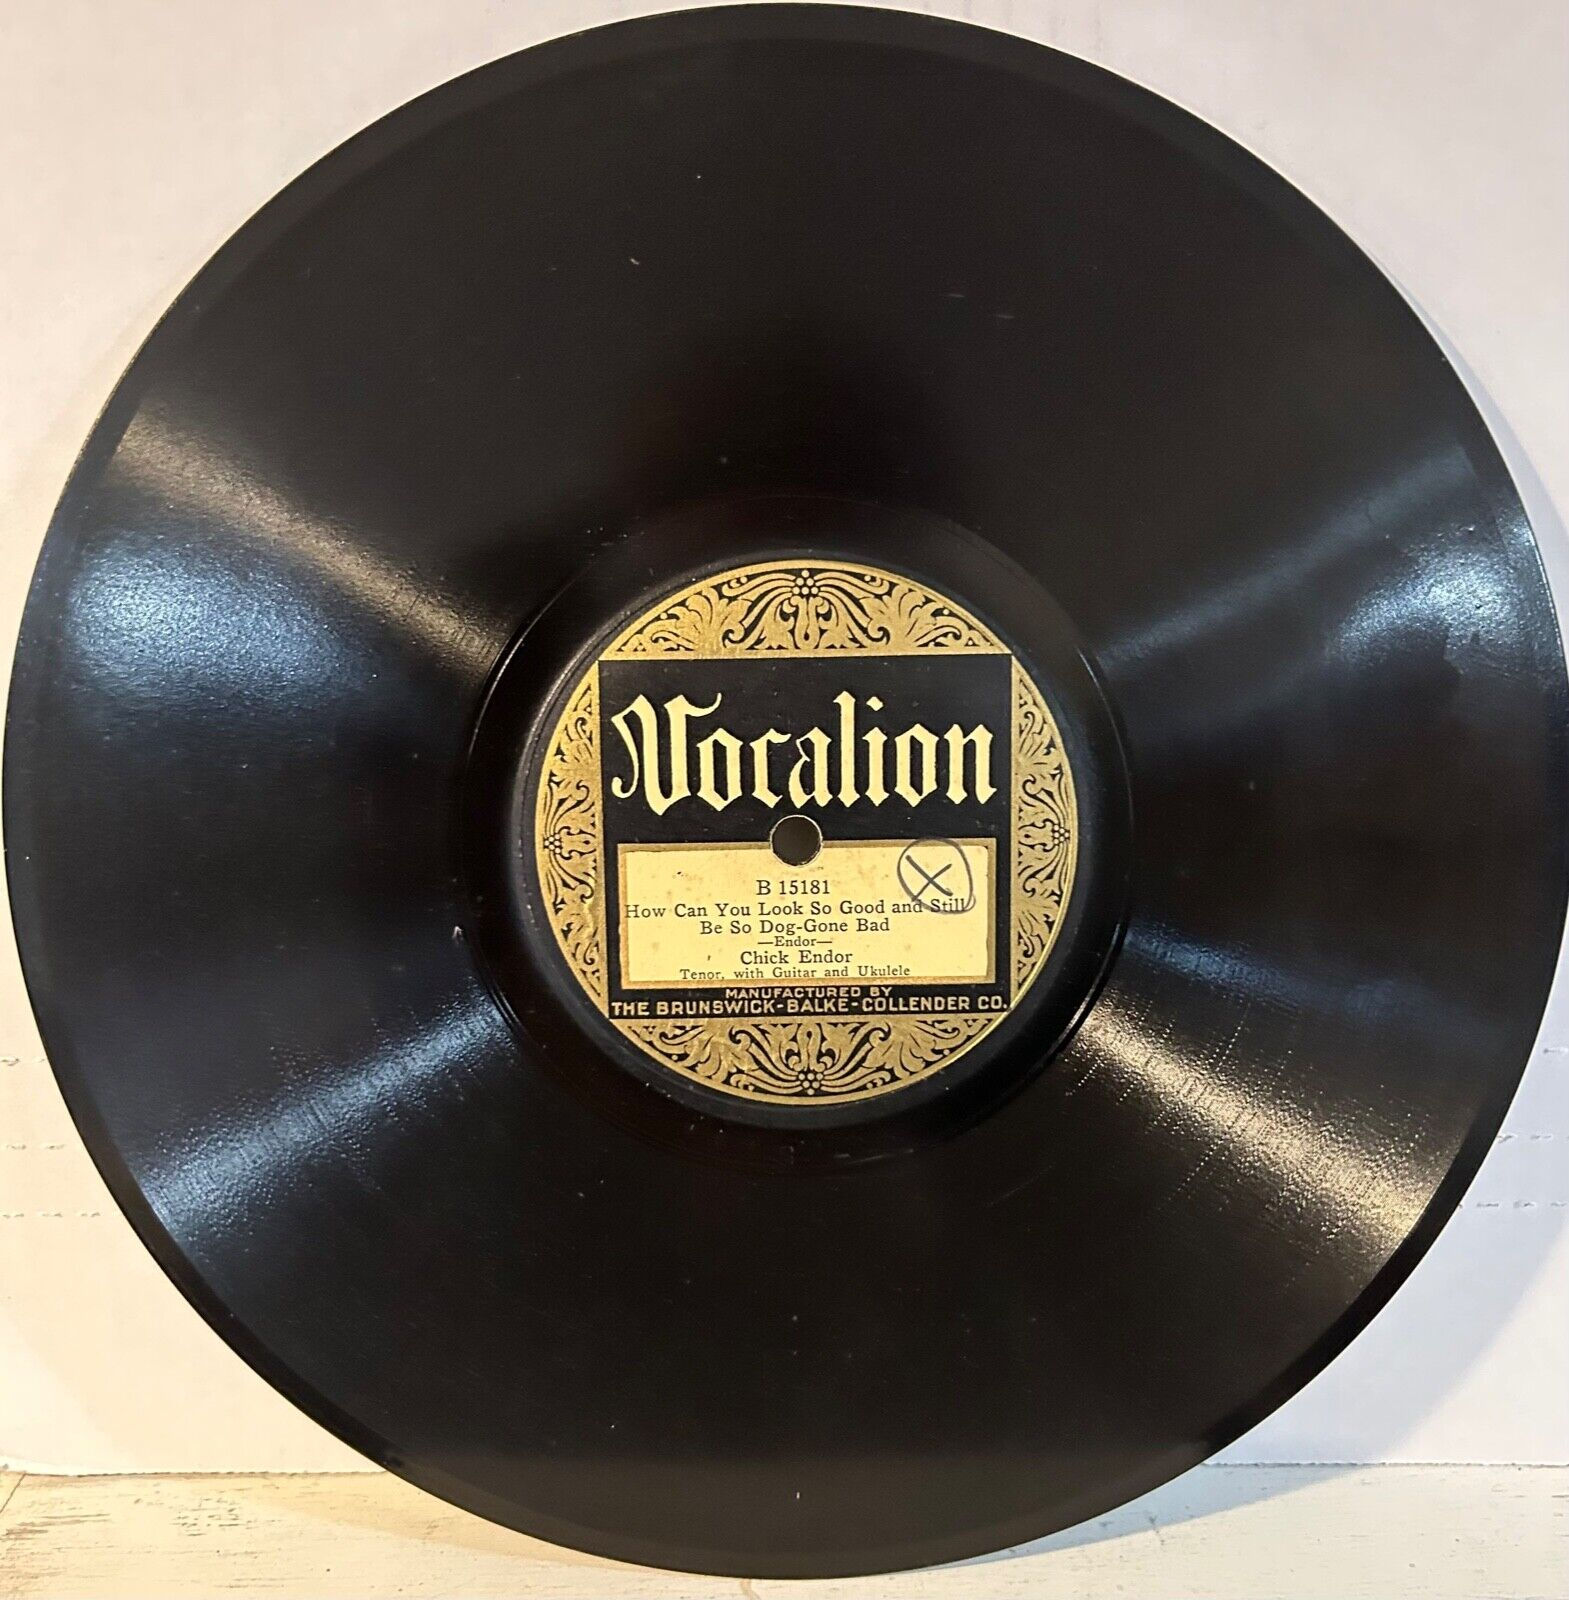 Vocalion
B 15181
How Can You Look So Good and Still
Be So Dog-Gone Bad
—Endor—
Chick Endor
Tenor, with Guitar and Ukulele
MANUFACTURED BY
THE BRUNSWICK-BALKE-COLLENDER CO.
X